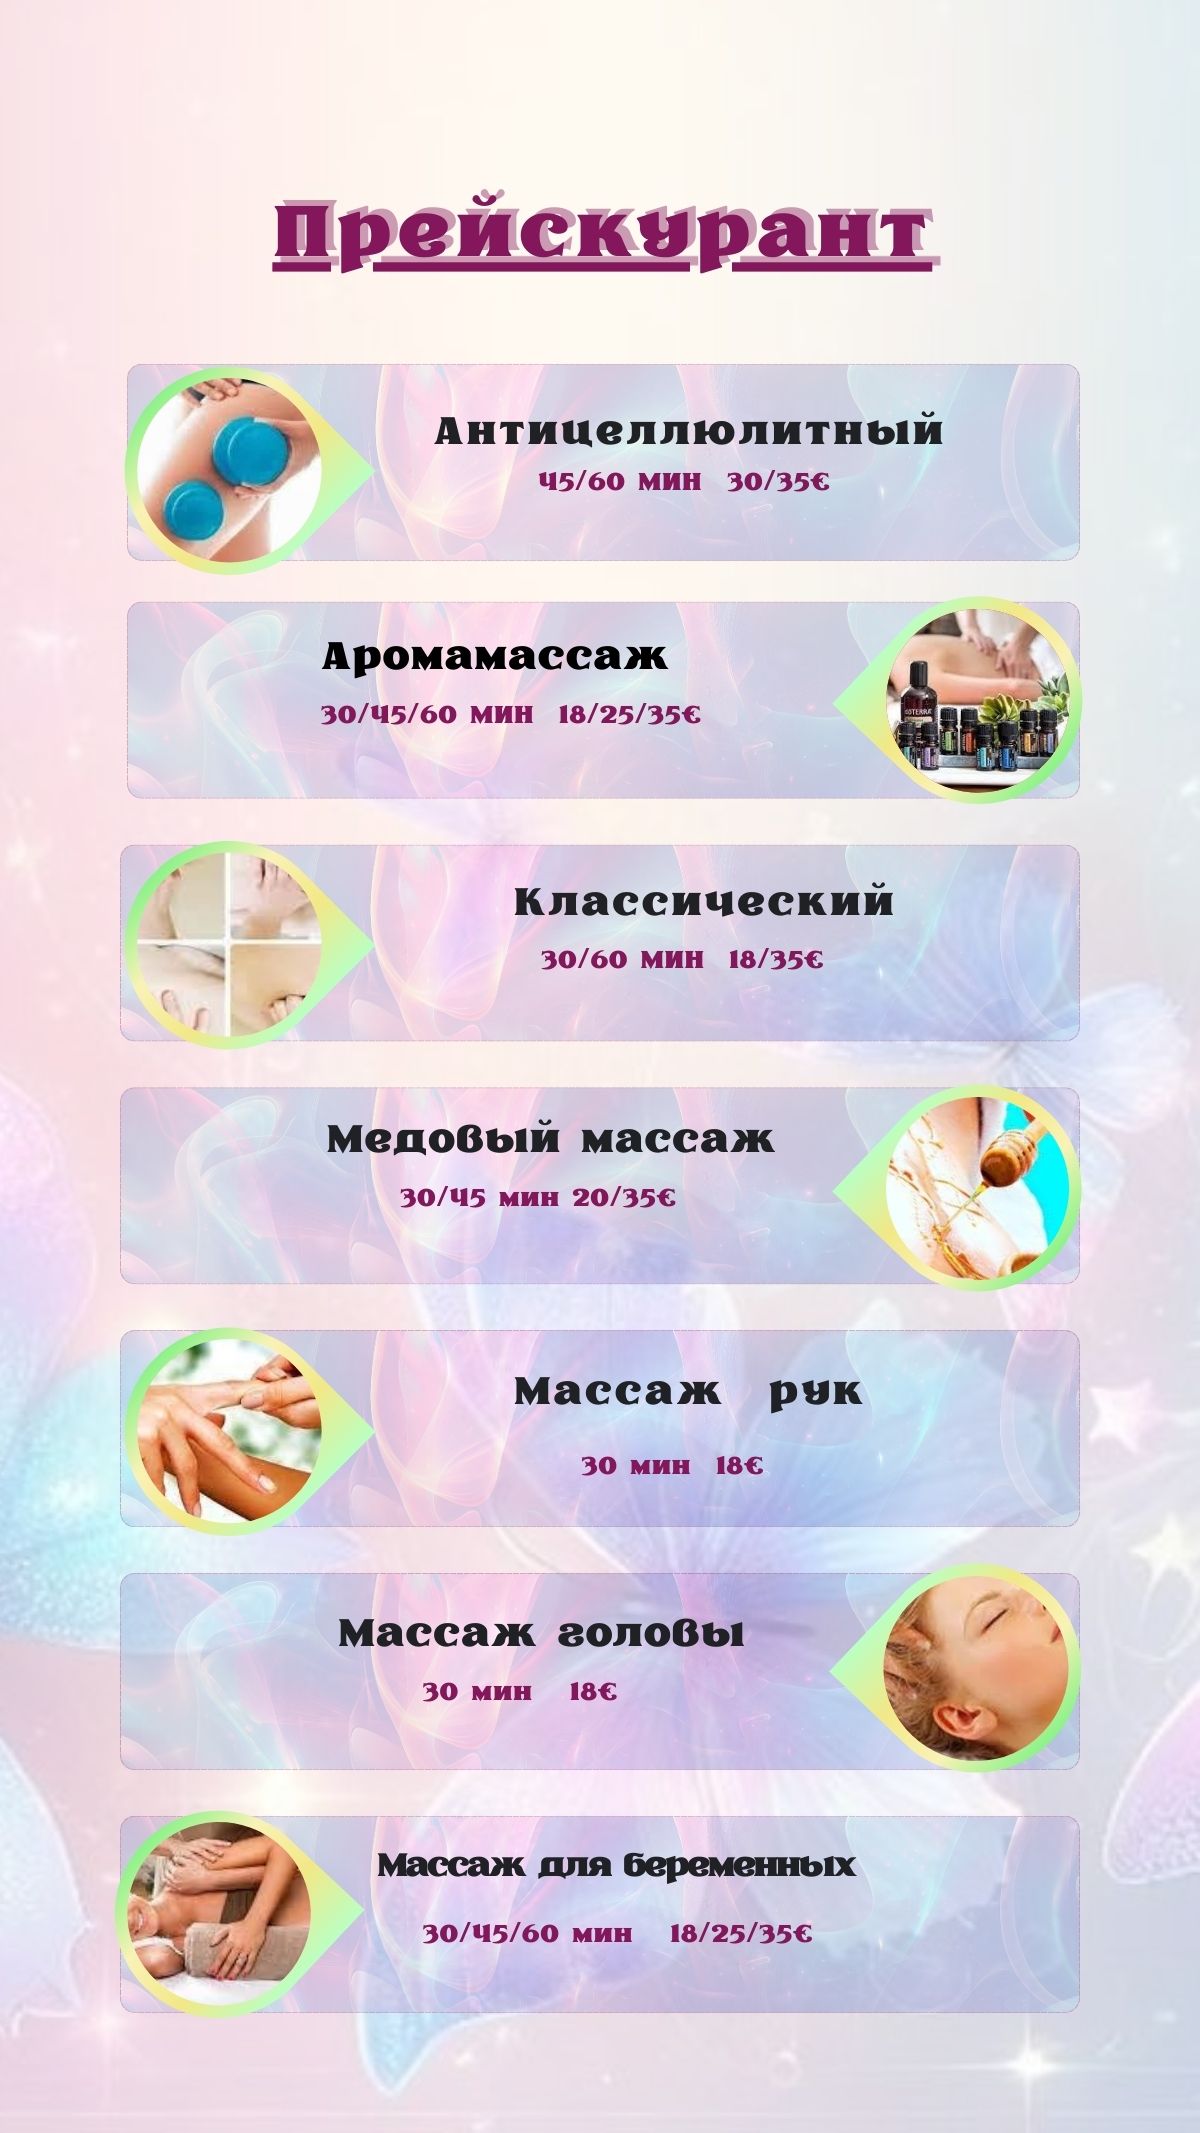 Прейскурант
Антицеллюлитный
45/60 МИН 30/35€
Аромамассаж
30/45/60 МИН 18/25/35€
Классический
30/60 МИН 18/35€
Медовый массаж
30/45 мин 20/35€
Массаж рук
30 мин 18€
Массаж головы
30 мин 18€
Массаж для беременных
30/45/60 мин 18/25/35€